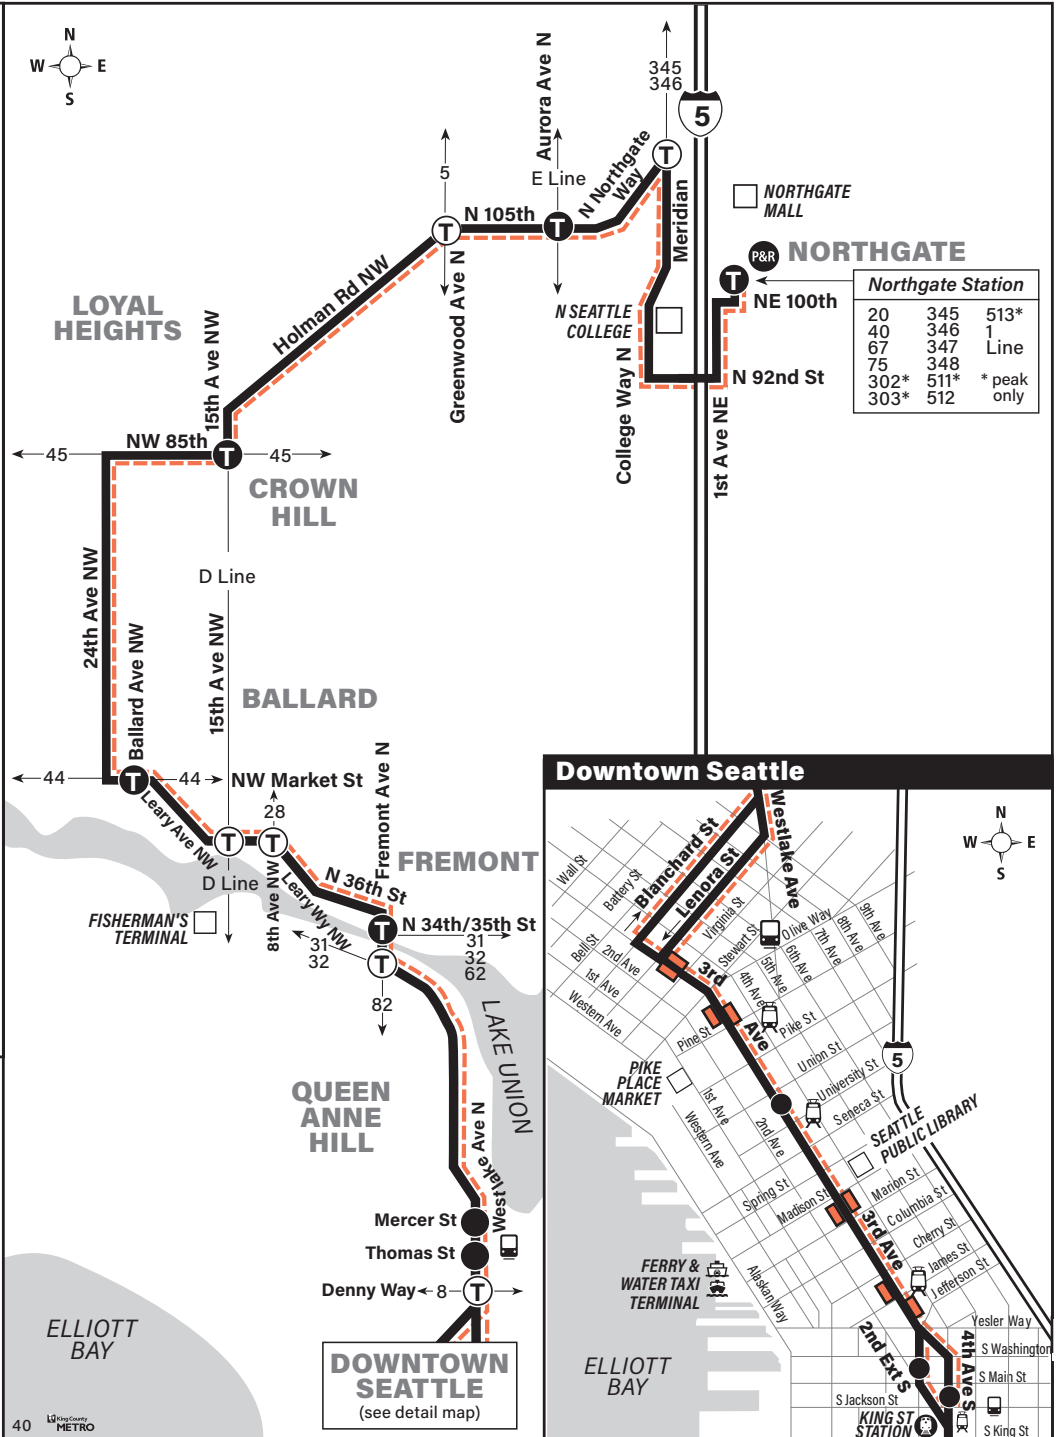 N
W E
S
345
346
5
Aurora Ave N
5
E Line
N Northgate
Way
T
NORTHGATE
MALL
N 105th
T
T
Meridian
P&R
NORTHGATE
T
NE 100th
Northgate Station
20 345 513*
40 346 1
67 347 Line
75 348
302* 511* * peak
303* 512 only
LOYAL
HEIGHTS
Holman Rd NW
Greenwood Ave N
N SEATTLE
COLLEGE
College Way N
N 92nd St
1st Ave NE
15th A ve NW
NW 85th
45
T
45
CROWN
HILL
24th Ave NW
D Line
15th A ve NW
Ballard Ave NW
BALLARD
44
T
44
NW Market St
28
Leary Ave NW
T
T
D Line
8th Ave NW
Leary Wy NW
N 36th St
Fremont Ave N
FREMONT
T
N 34th/35th St
FISHERMAN'S
TERMINAL
31
32
31
32
62
T
82
LAKE UNION
QUEEN
ANNE
HILL
Westlake Ave N
Mercer St
Thomas St
Denny Way
8
T
ELLIOTT
BAY
DOWNTOWN
SEATTLE
(see detail map)
40
King County
METRO
Downtown Seattle
N
W E
S
Westlake Ave
Blanchard St
Lenora St
Wall St
Battery St
Virginia St
Stewart St
Olive Way
9th Ave
8th Ave
7th Ave
6th Ave
5th Ave
4th Ave
Bell St
2nd Ave
1st Ave
Western Ave
3rd
Ave
Pine St
Pike St
Union St
University St
Seneca St
5
PIKE
PLACE
MARKET
1st Ave
Western Ave
2nd Ave
SEATTLE
PUBLIC LIBRARY
Spring St
Madison St
Marion St
Columbia St
Cherry St
James St
Jefferson St
3rd Ave
FERRY &
WATER TAXI
TERMINAL
Alaskan Way
Yesler Way
S Washington
S Main St
S Jackson St
S King St
2nd Ext S
4th Ave S
ELLIOTT
BAY
KING ST
STATION